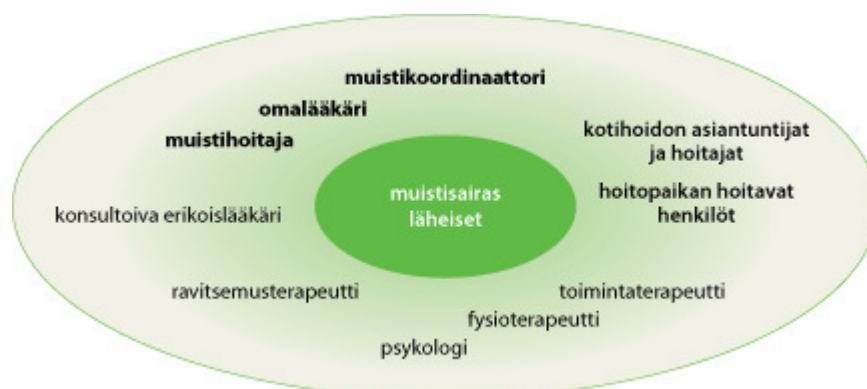 muistikoordinaattori
omalääkäri
muistihoitaja
kotihoidon asiantuntijat
ja hoitajat
muistisairas
läheiset
hoitopaikan hoitavat
henkilöt
konsultoiva erikoislääkäri
ravitsemusterapeutti
toimintaterapeutti
fysioterapeutti
psykologi